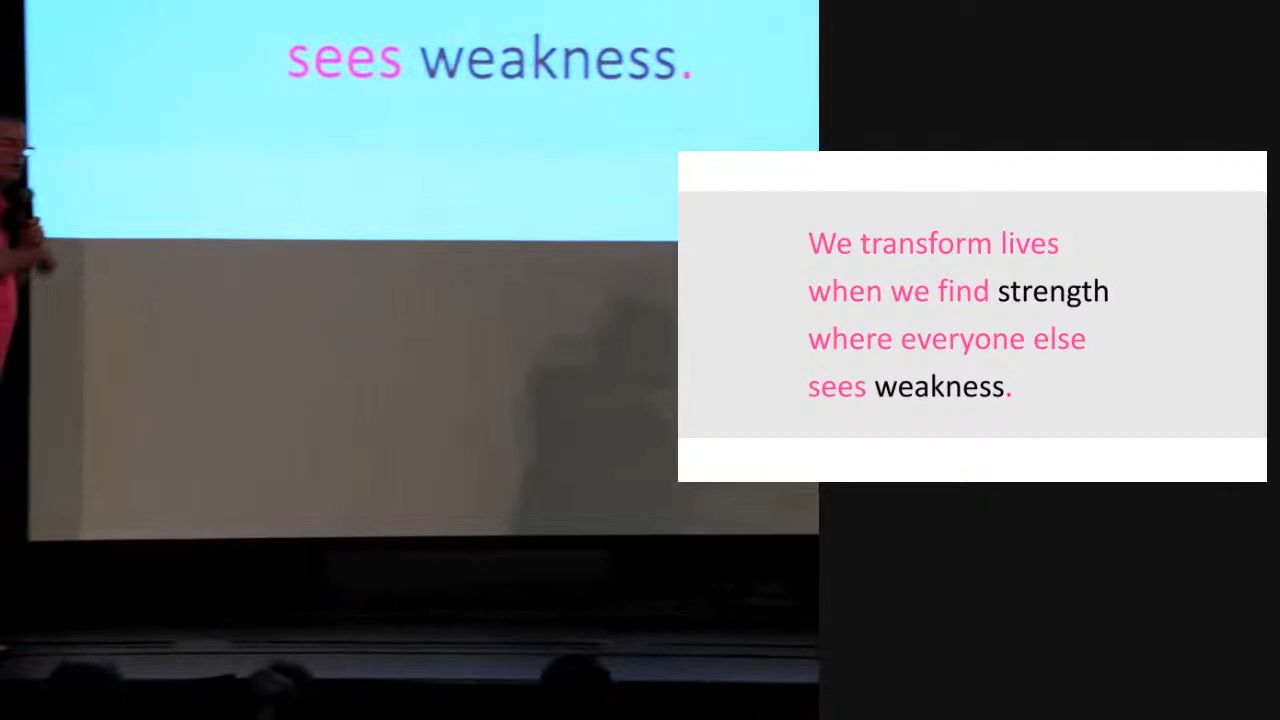 sees weakness.
We transform lives
when we find strength
where everyone else
sees weakness.